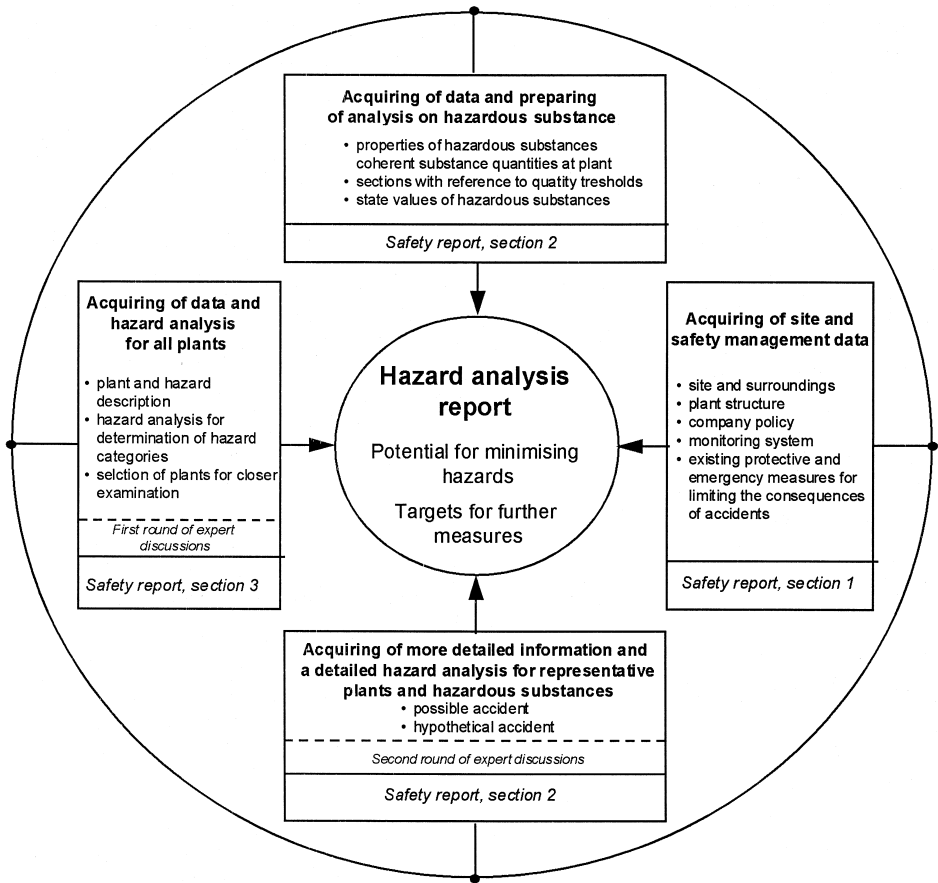 Acquiring of data and preparing
of analysis on hazardous substance
• properties of hazardous substances
coherent substance quantities at plant
• sections with reference to quatity tresholds
• state values of hazardous substances
Safety report, section 2
Acquiring of data and
hazard analysis
for all plants
• plant and hazard
description
• hazard analysis for
determination of hazard
categories
• selction of plants for closer
examination
First round of expert
discussions
Safety report, section 3
Hazard analysis
report
Potential for minimising
hazards
Targets for further
measures
Acquiring of site and
safety management data
• site and surroundings
• plant structure
• company policy
• monitoring system
• existing protective and
emergency measures for
limiting the consequences
of accidents
Safety report, section 1
Acquiring of more detailed information and
a detailed hazard analysis for representative
plants and hazardous substances
• possible accident
• hypothetical accident
Second round of expert discussions
Safety report, section 2